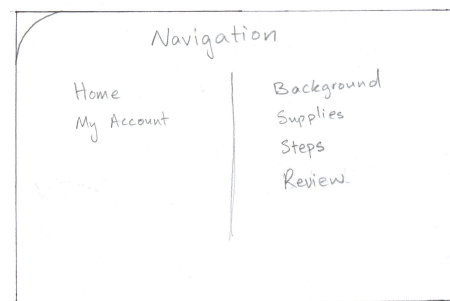 Navigation
Home
My Account
Background
Supplies
Steps
Review